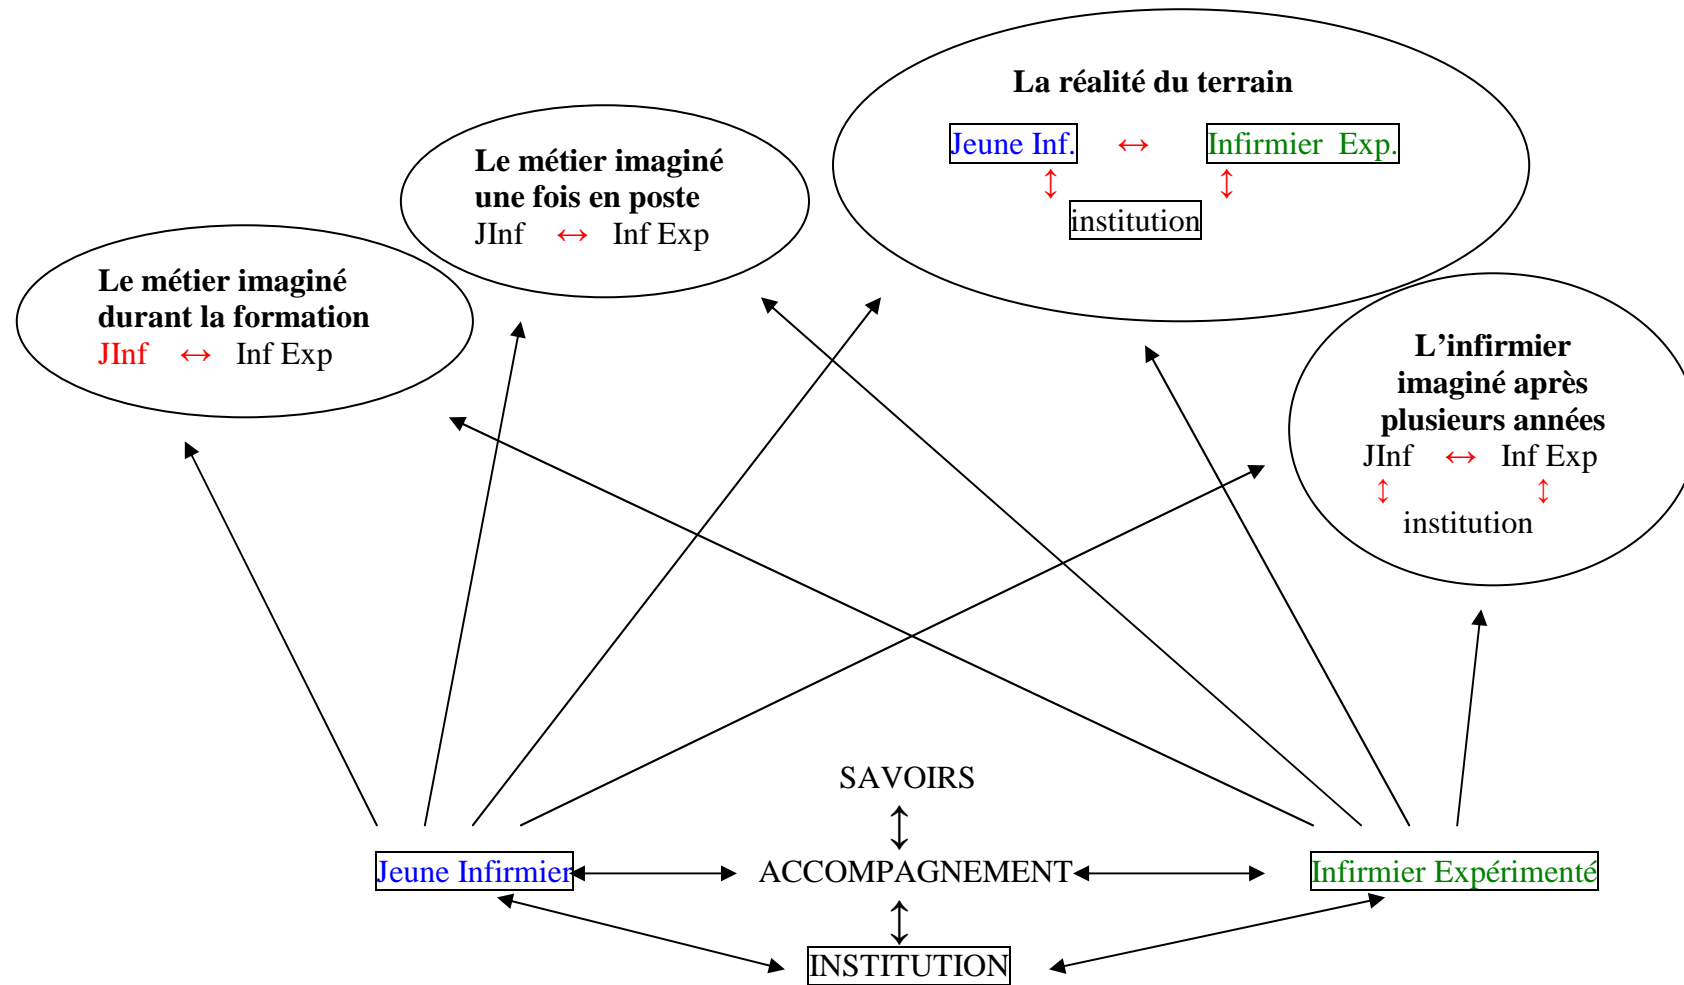 La réalité du terrain
Jeune Inf. ↔ Infirmier Exp.
↕ ↕
institution
Le métier imaginé
une fois en poste
JInf ↔ Inf Exp
Le métier imaginé
durant la formation
JInf ↔ Inf Exp
L’infirmier
imaginé après
plusieurs années
JInf ↔ Inf Exp
↕ ↕
institution
SAVOIRS
↕
Jeune Infirmier ACCOMPAGNEMENT Infirmier Expérimenté
↕
INSTITUTION